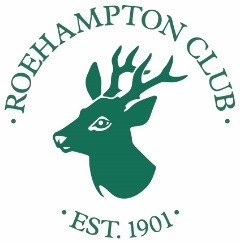 · ROEHAMPTON CLUB ·
· EST. 1901 ·